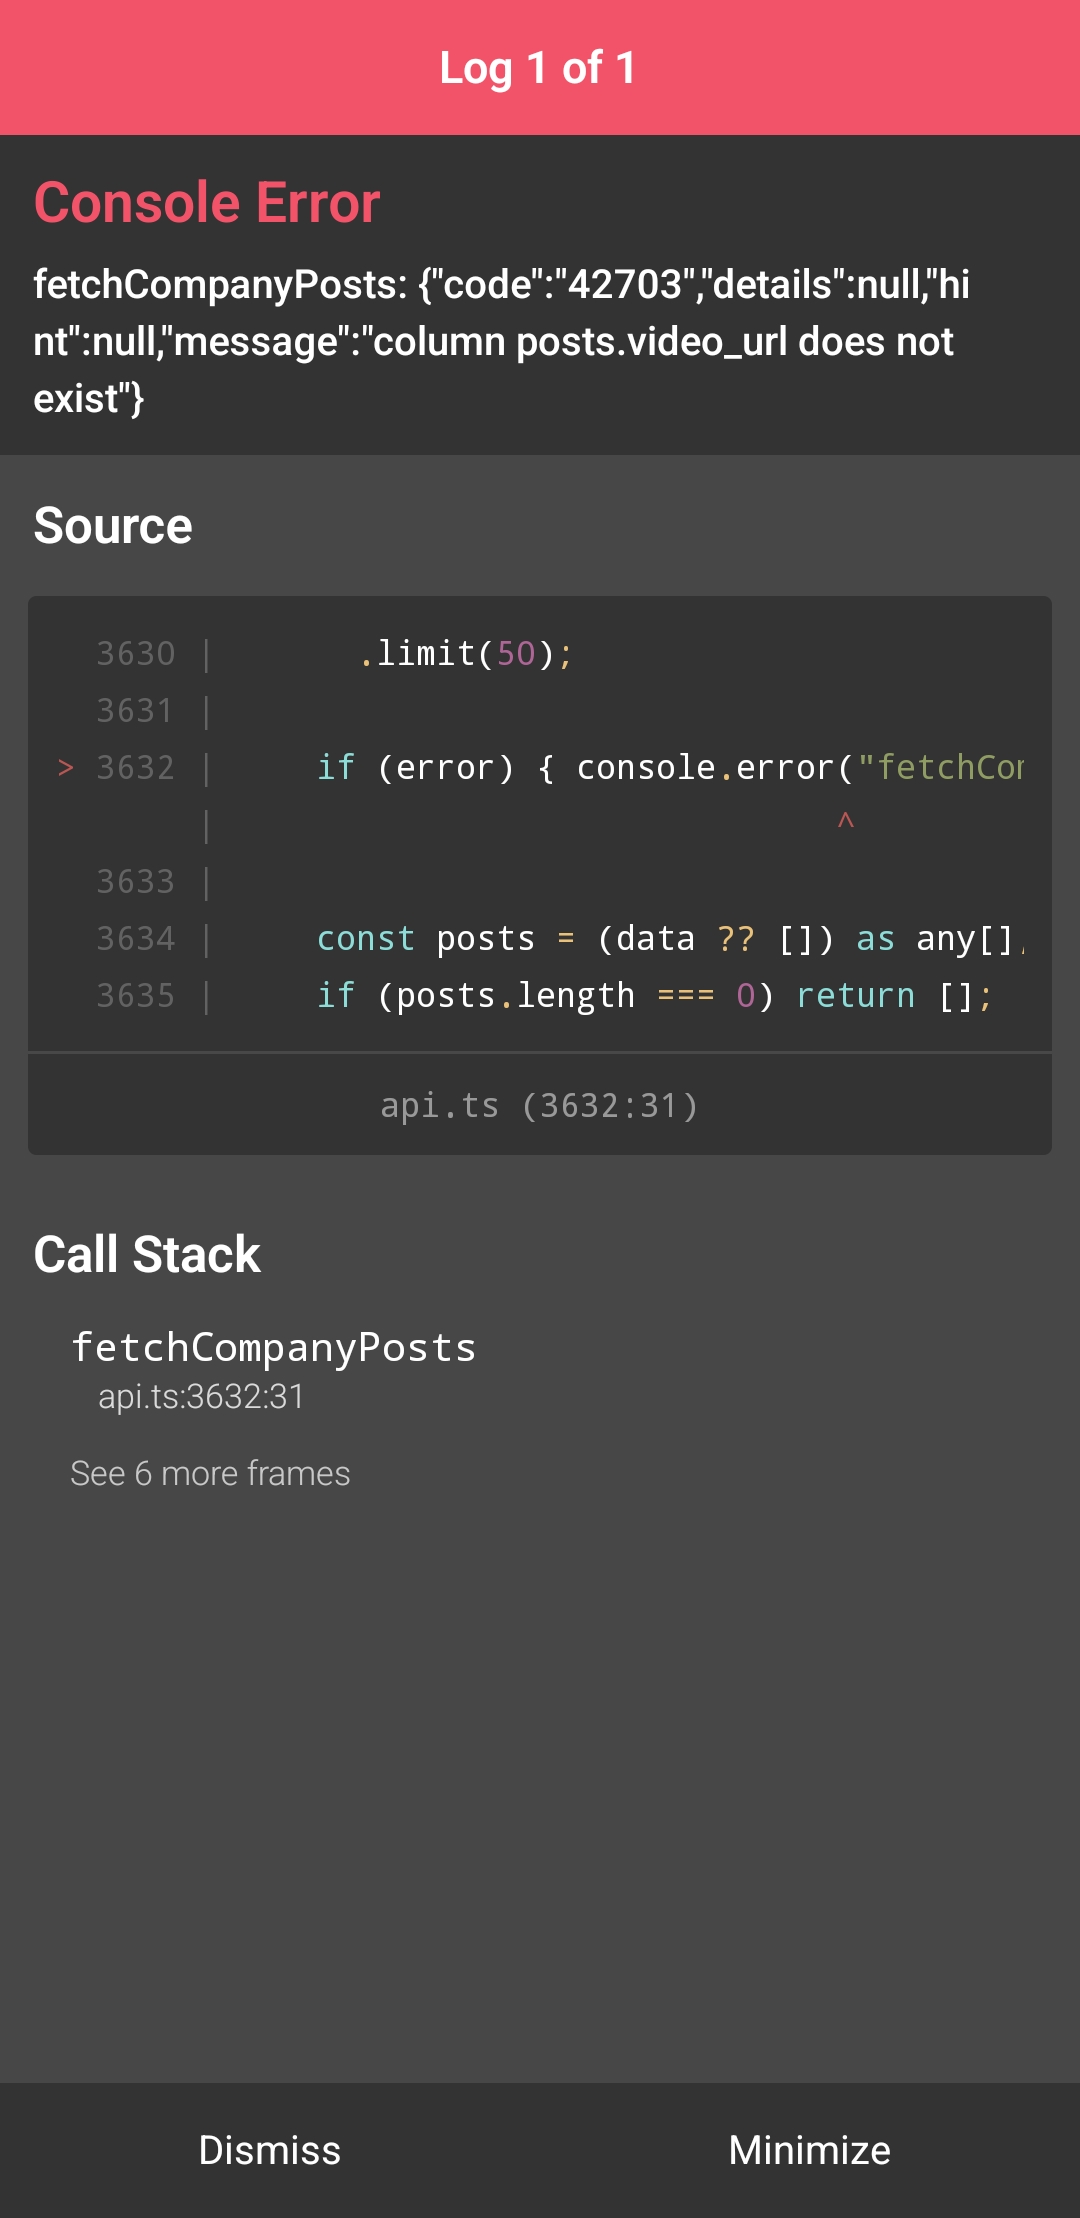 Log 1 of 1
Console Error
fetchCompanyPosts: {"code":"42703","details":null,"hi
nt":null,"message":"column posts.video_url does not
exist"}
Source
3630 | .limit(50);
3631 |
> 3632 | if (error) { console.error("fetchCom
| ^
3633 |
3634 | const posts = (data ?? []) as any[];
3635 | if (posts.length === 0) return [];
api.ts (3632:31)
Call Stack
fetchCompanyPosts
api.ts:3632:31
See 6 more frames
Dismiss
Minimize